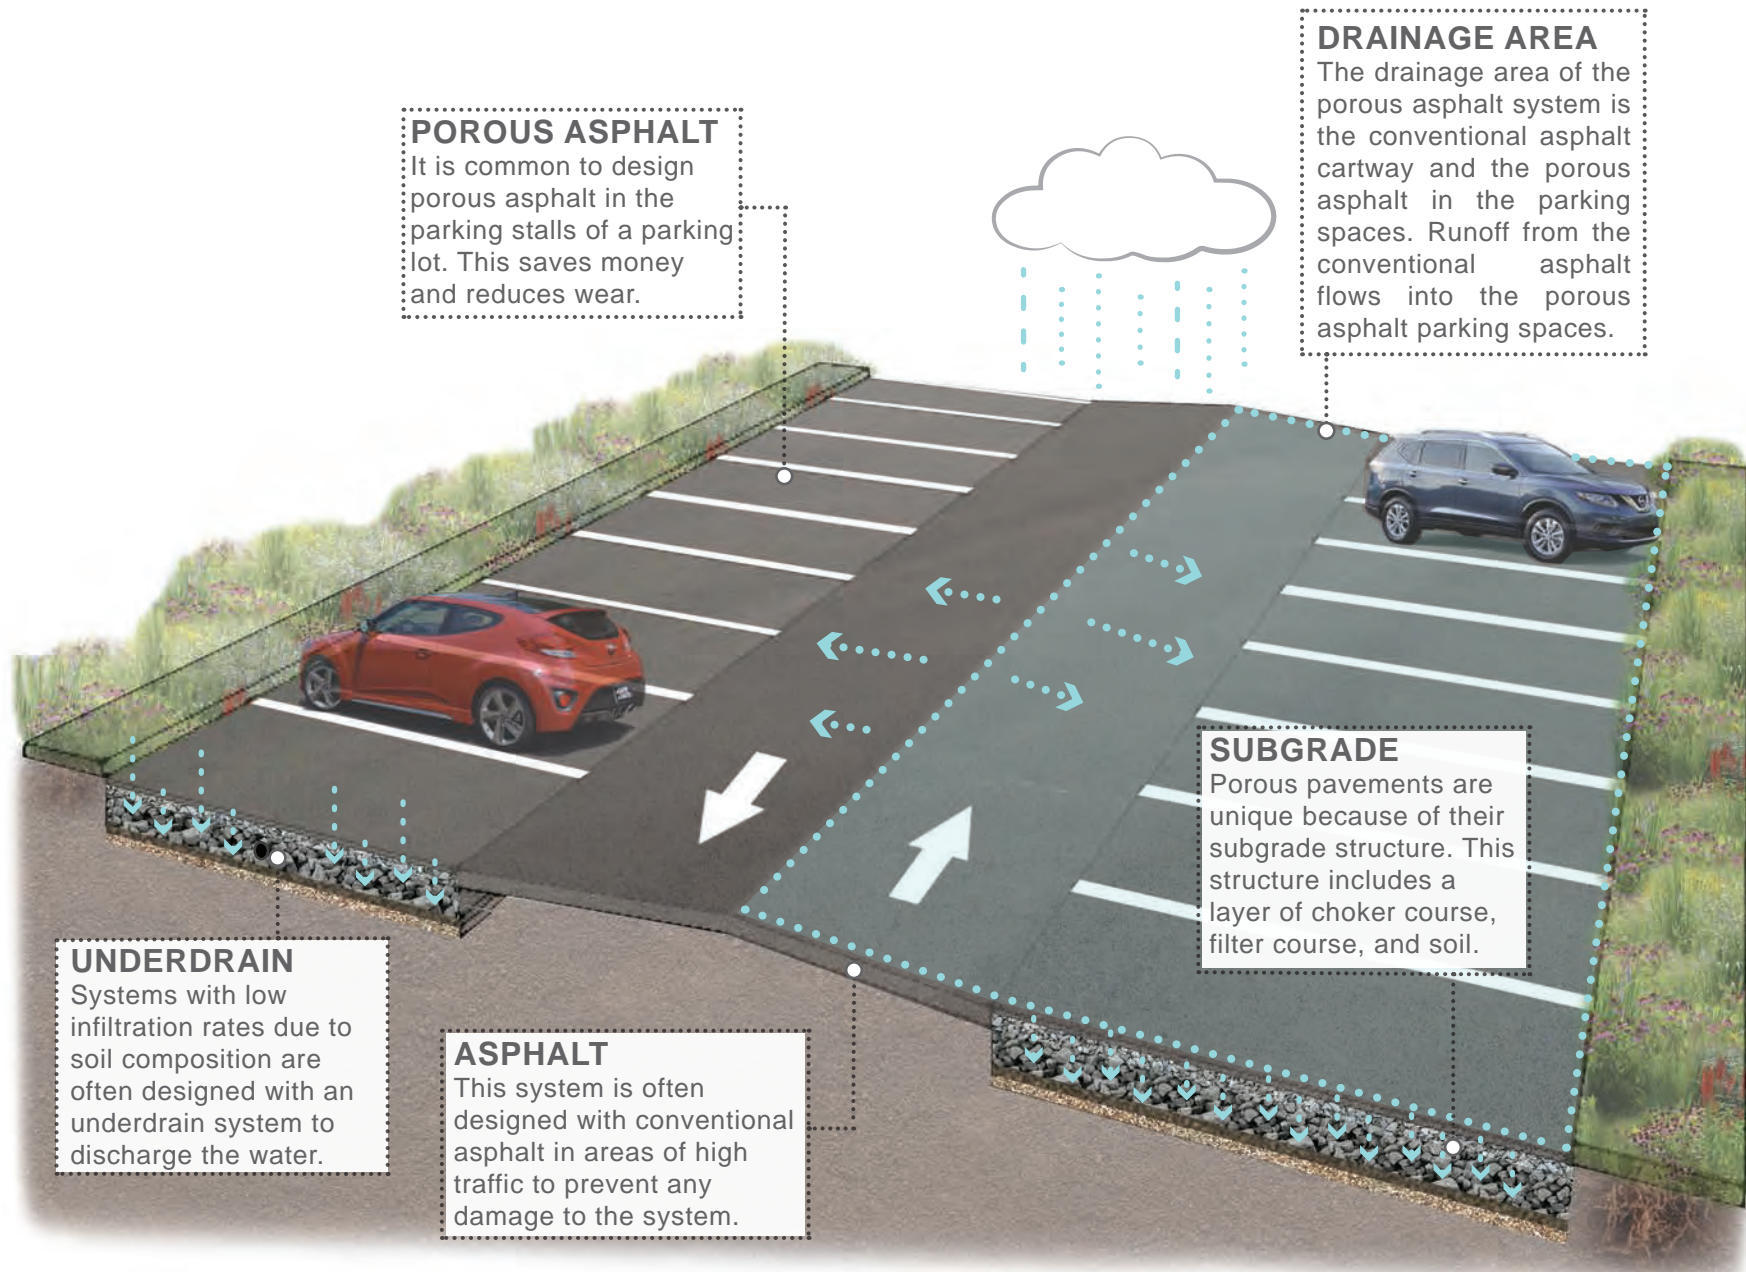 DRAINAGE AREA
The drainage area of the
porous asphalt system is
the conventional asphalt
cartway and the porous
asphalt in the parking
spaces. Runoff from the
conventional asphalt
flows into the porous
asphalt parking spaces.
POROUS ASPHALT
It is common to design
porous asphalt in the
parking stalls of a parking
lot. This saves money
and reduces wear.
SUBGRADE
Porous pavements are
unique because of their
subgrade structure. This
structure includes a
layer of choker course,
filter course, and soil.
UNDERDRAIN
Systems with low
infiltration rates due to
soil composition are
often designed with an
underdrain system to
discharge the water.
ASPHALT
This system is often
designed with conventional
asphalt in areas of high
traffic to prevent any
damage to the system.